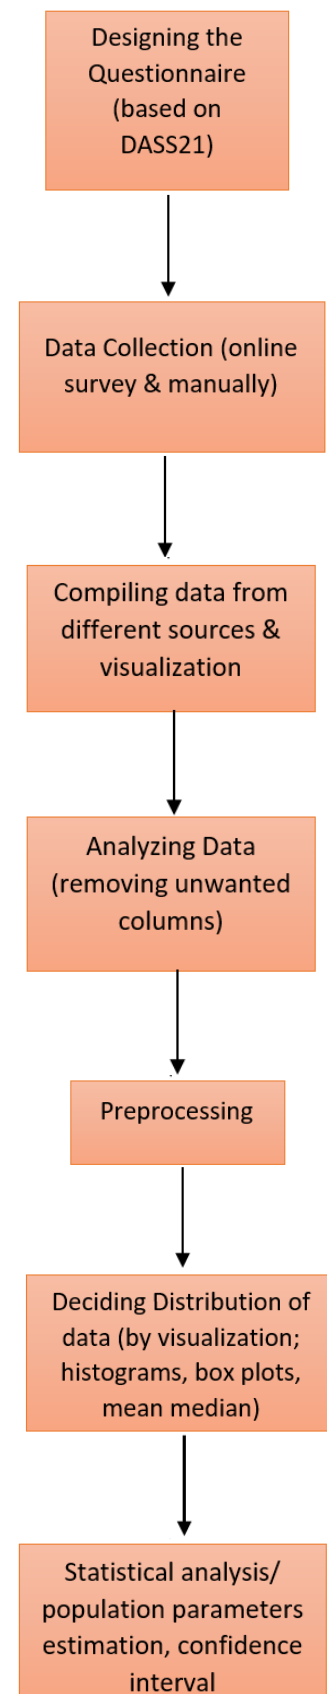 Designing the
Questionnaire
(based on
DASS21)
Data Collection (online
survey & manually)
Compiling data from
different sources &
visualization
Analyzing Data
(removing unwanted
columns)
Preprocessing
Deciding Distribution of
data (by visualization;
histograms, box plots,
mean median)
Statistical analysis/
population parameters
estimation, confidence
interval